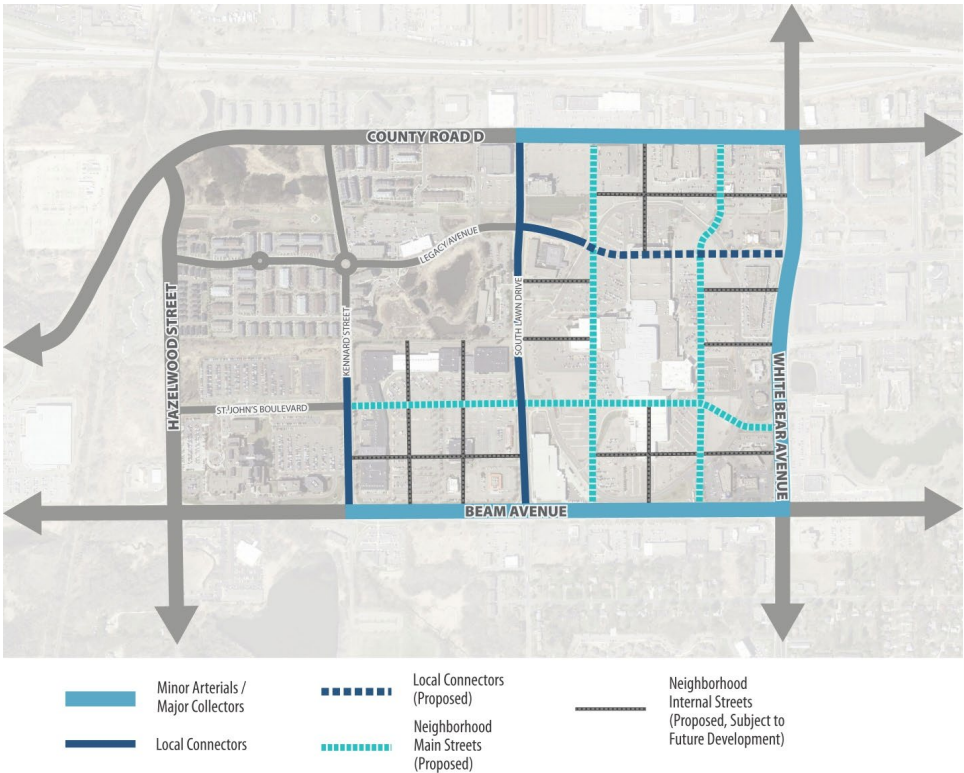 COUNTY ROAD D
LEGACY AVENUE
HAZELWOOD STREET
KENNARD STREET
SOUTH LAWN DRIVE
ST. JOHN'S BOULEVARD
WHITE BEAR AVENUE
BEAM AVENUE
Minor Arterials /
Major Collectors
Local Connectors
Local Connectors
(Proposed)
Neighborhood
Main Streets
(Proposed)
Neighborhood
Internal Streets
(Proposed, Subject to
Future Development)